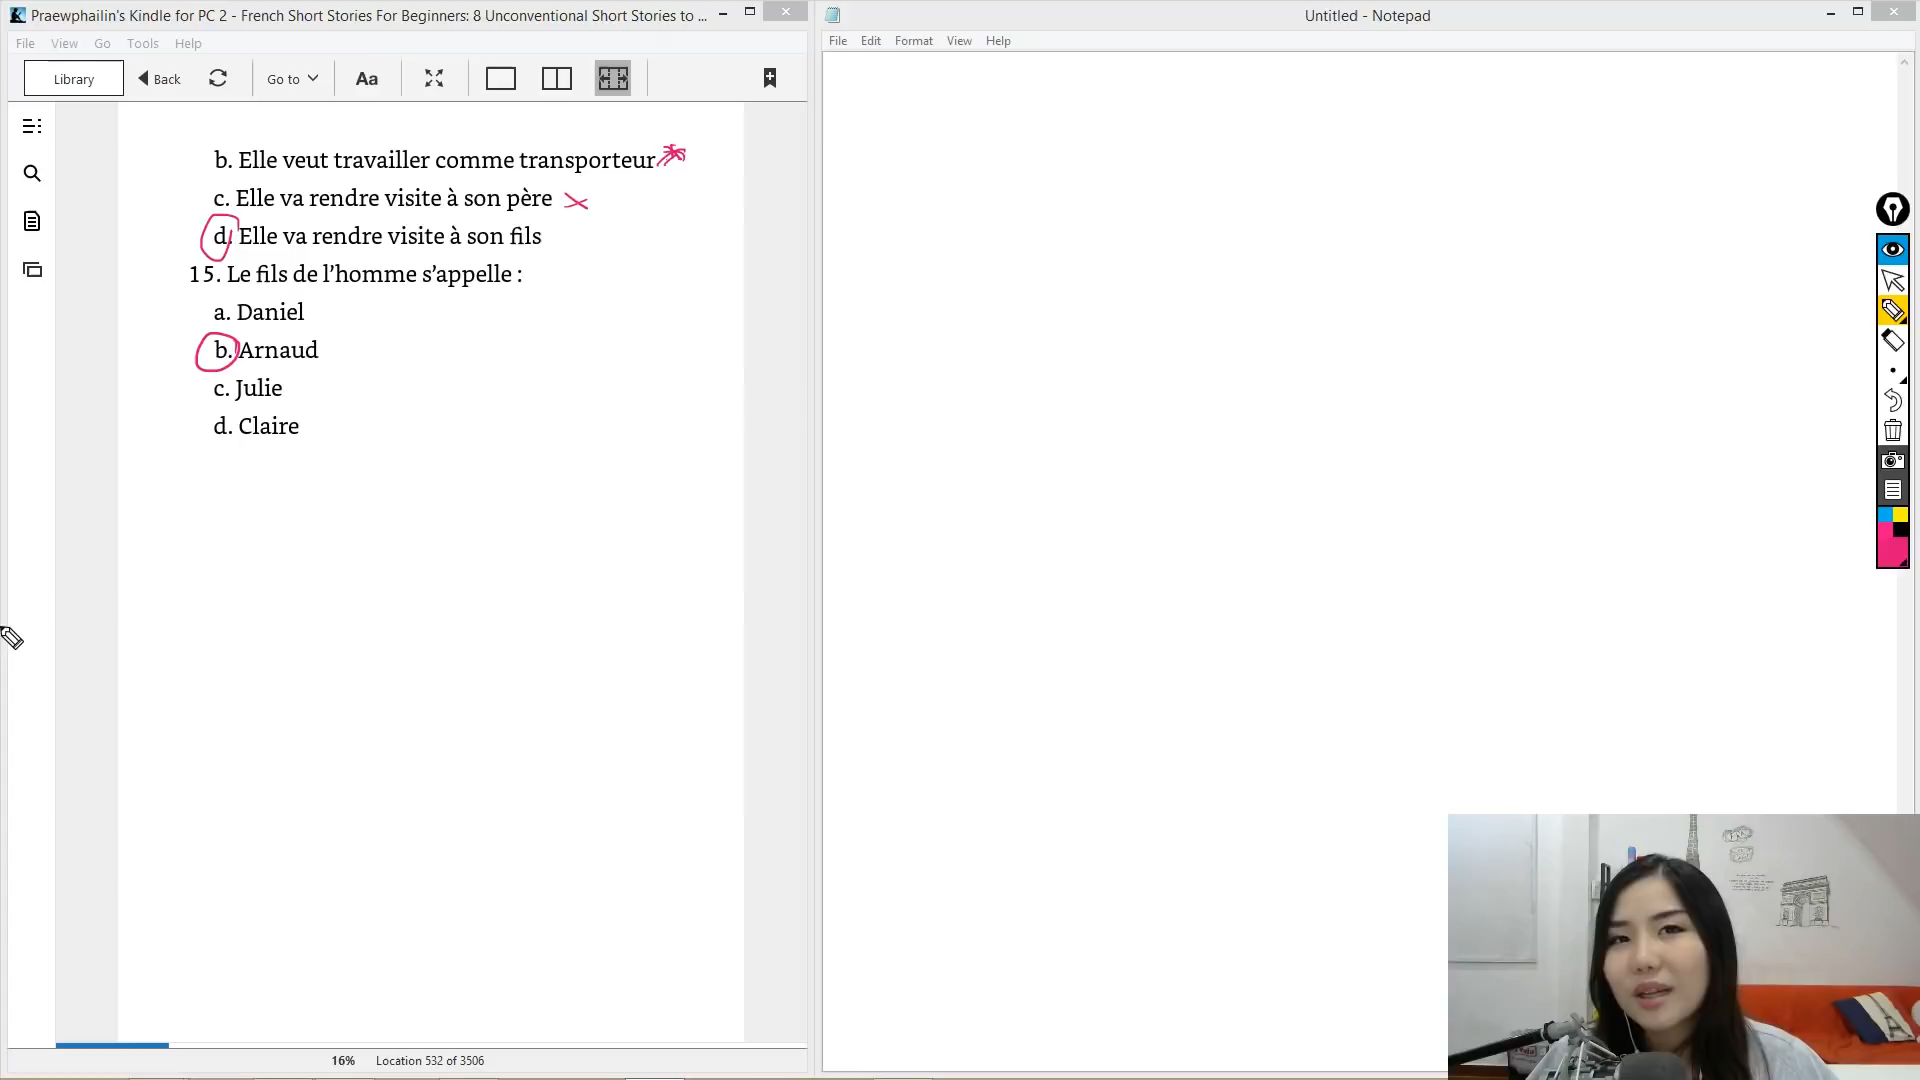 Praewphailin's Kindle for PC 2 - French Short Stories For Beginners: 8 Unconventional Short Stories to ...
File View Go Tools Help
Library Back Go to Aa
b. Elle veut travailler comme transporteur
c. Elle va rendre visite à son père
d. Elle va rendre visite à son fils
15. Le fils de l’homme s’appelle :
a. Daniel
b. Arnaud
c. Julie
d. Claire
16% Location 532 of 3506
Untitled - Notepad
File Edit Format View Help